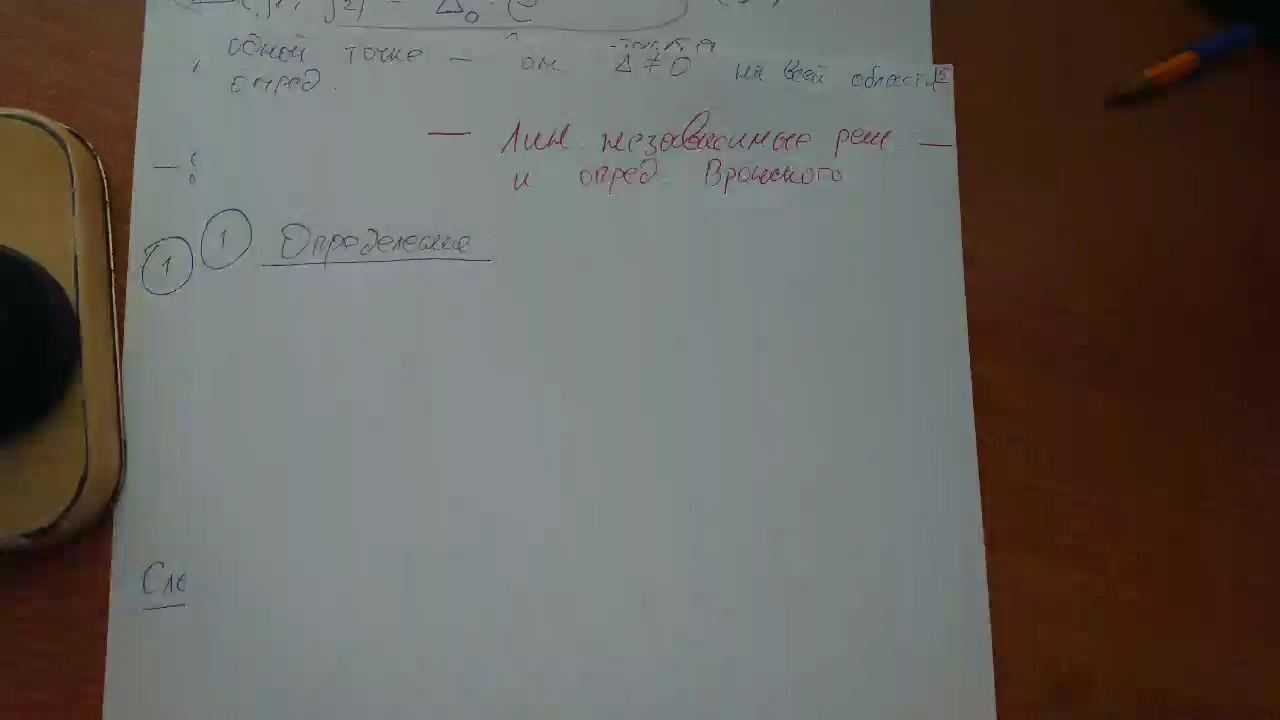 одной точке — он Δ ≠ 0 на всей области
опред.
— Лин. независимые реш —
и опред. Вронского
① ① Определение
Сле